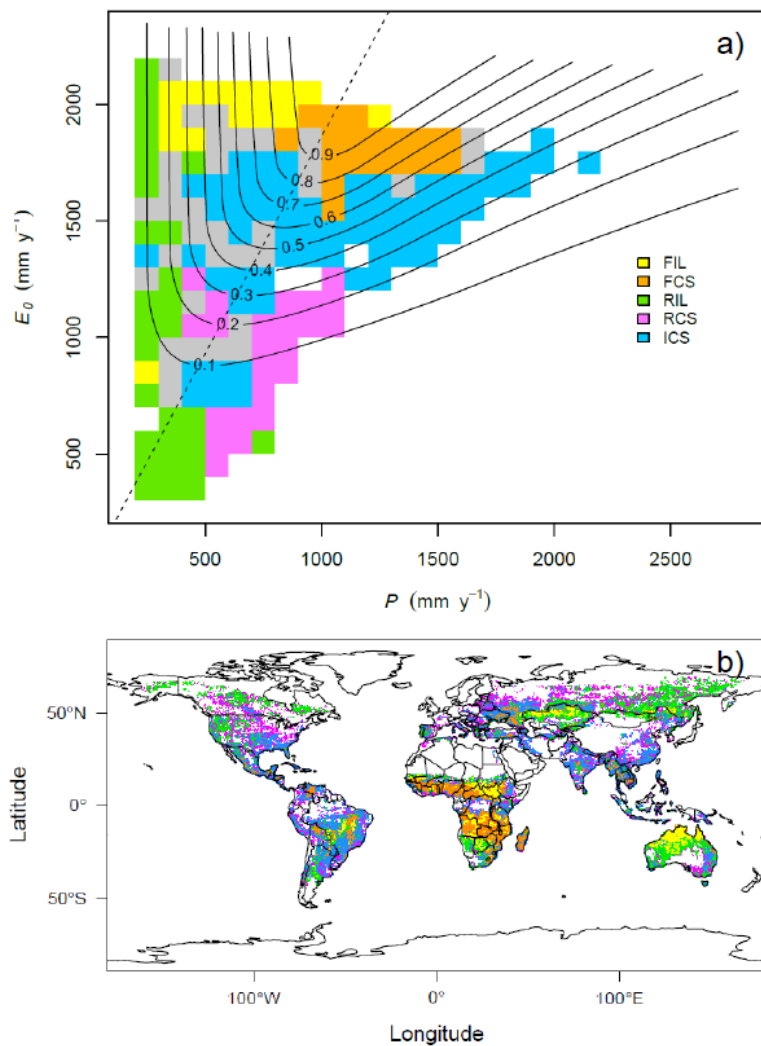 a)
2000
1500
1000
500
E₀ (mm y⁻¹)
0.9
0.8
0.7
0.6
0.5
0.4
0.3
0.2
0.1
FIL
FCS
RIL
RCS
ICS
500 1000 1500 2000 2500
P (mm y⁻¹)
b)
50°N
0°
50°S
Latitude
100°W 0° 100°E
Longitude